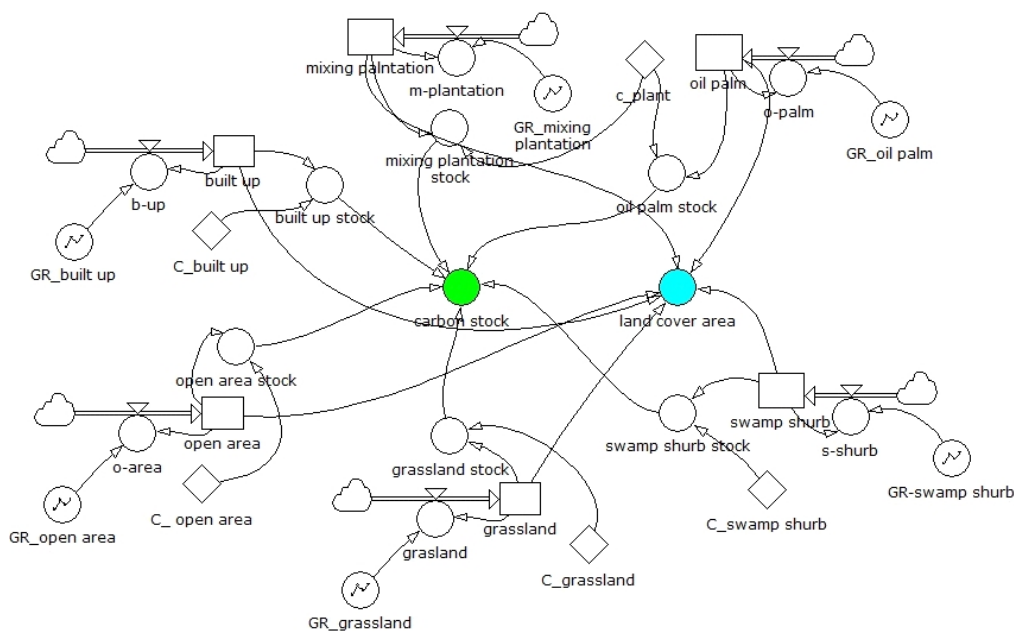 mixing palntation
m-plantation
GR_mixing
plantation
c_plant
oil palm
o-palm
GR_oil palm
mixing plantation
stock
oil palm stock
built up
b-up
built up stock
GR_built up
C_built up
carbon stock
land cover area
open area stock
open area
o-area
C_ open area
GR_open area
grassland stock
grassland
grasland
C_grassland
GR_grassland
swamp shurb
swamp shurb stock
s-shurb
GR-swamp shurb
C_swamp shurb